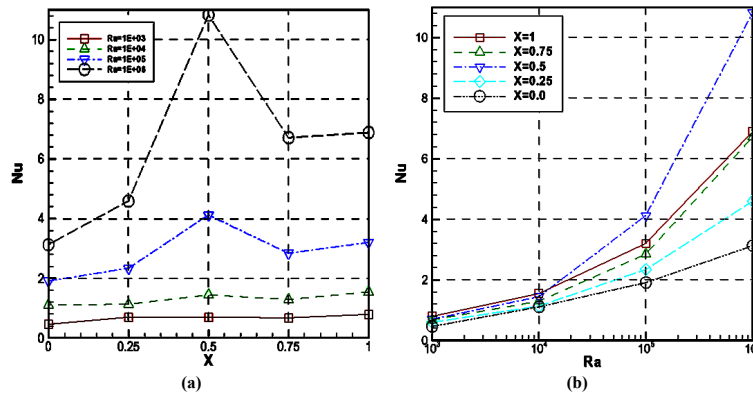 10
8
6
4
2
0
Nu
Ra=1E+03
Ra=1E+04
Ra=1E+05
Ra=1E+06
0
0.25
0.5
0.75
1
X
(a)
10
8
6
4
2
0
Nu
X=1
X=0.75
X=0.5
X=0.25
X=0.0
10³
10⁴
10⁵
Ra
(b)